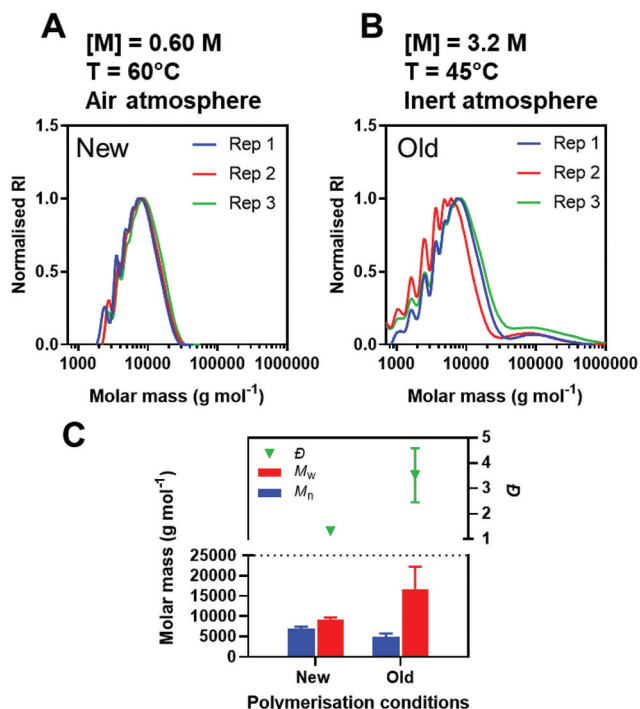 A
[M] = 0.60 M
T = 60°C
Air atmosphere
New
Rep 1
Rep 2
Rep 3
Normalised RI
1.5
1.0
0.5
0.0
1000 10000 100000 1000000
Molar mass (g mol⁻¹)
B
[M] = 3.2 M
T = 45°C
Inert atmosphere
Old
Rep 1
Rep 2
Rep 3
Normalised RI
1.5
1.0
0.5
0.0
1000 10000 100000 1000000
Molar mass (g mol⁻¹)
C
Đ
Mw
Mn
Molar mass (g mol⁻¹)
25000
20000
15000
10000
5000
0
5
4
3
2
1
Đ
New Old
Polymerisation conditions